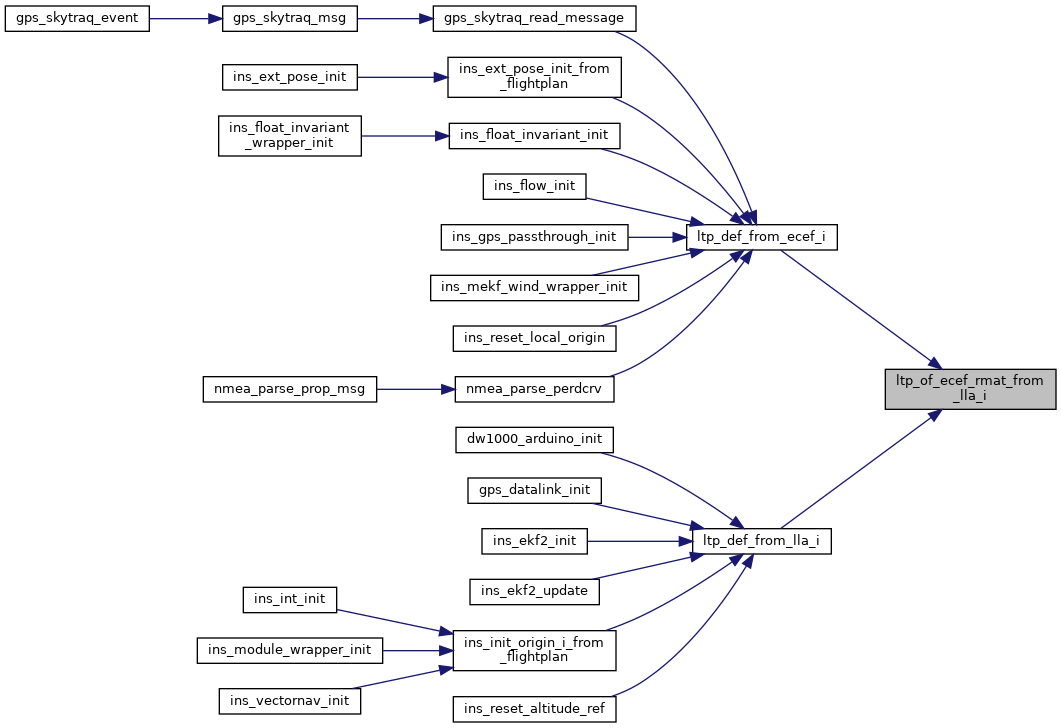 gps_skytraq_event
gps_skytraq_msg
gps_skytraq_read_message
ins_ext_pose_init
ins_ext_pose_init_from
_flightplan
ins_float_invariant
_wrapper_init
ins_float_invariant_init
ins_flow_init
ins_gps_passthrough_init
ltp_def_from_ecef_i
ins_mekf_wind_wrapper_init
ins_reset_local_origin
nmea_parse_prop_msg
nmea_parse_perdcrv
ltp_of_ecef_rmat_from
_lla_i
dw1000_arduino_init
gps_datalink_init
ins_ekf2_init
ltp_def_from_lla_i
ins_ekf2_update
ins_int_init
ins_module_wrapper_init
ins_init_origin_i_from
_flightplan
ins_vectornav_init
ins_reset_altitude_ref